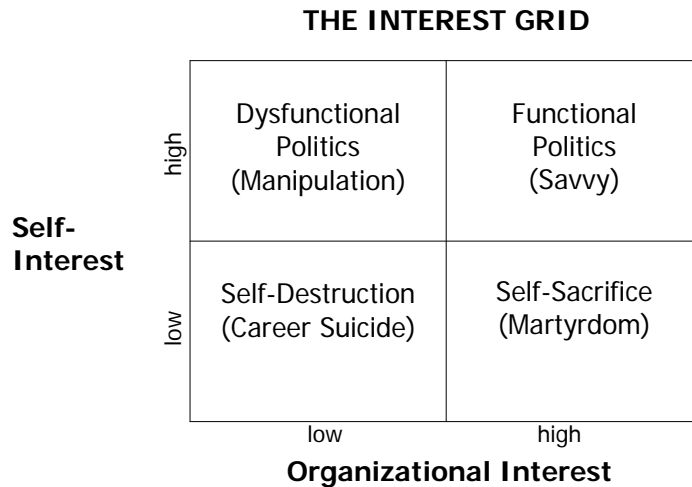 THE INTEREST GRID
high
Dysfunctional
Politics
(Manipulation)
Functional
Politics
(Savvy)
Self-
Interest
low
Self-Destruction
(Career Suicide)
Self-Sacrifice
(Martyrdom)
low
high
Organizational Interest